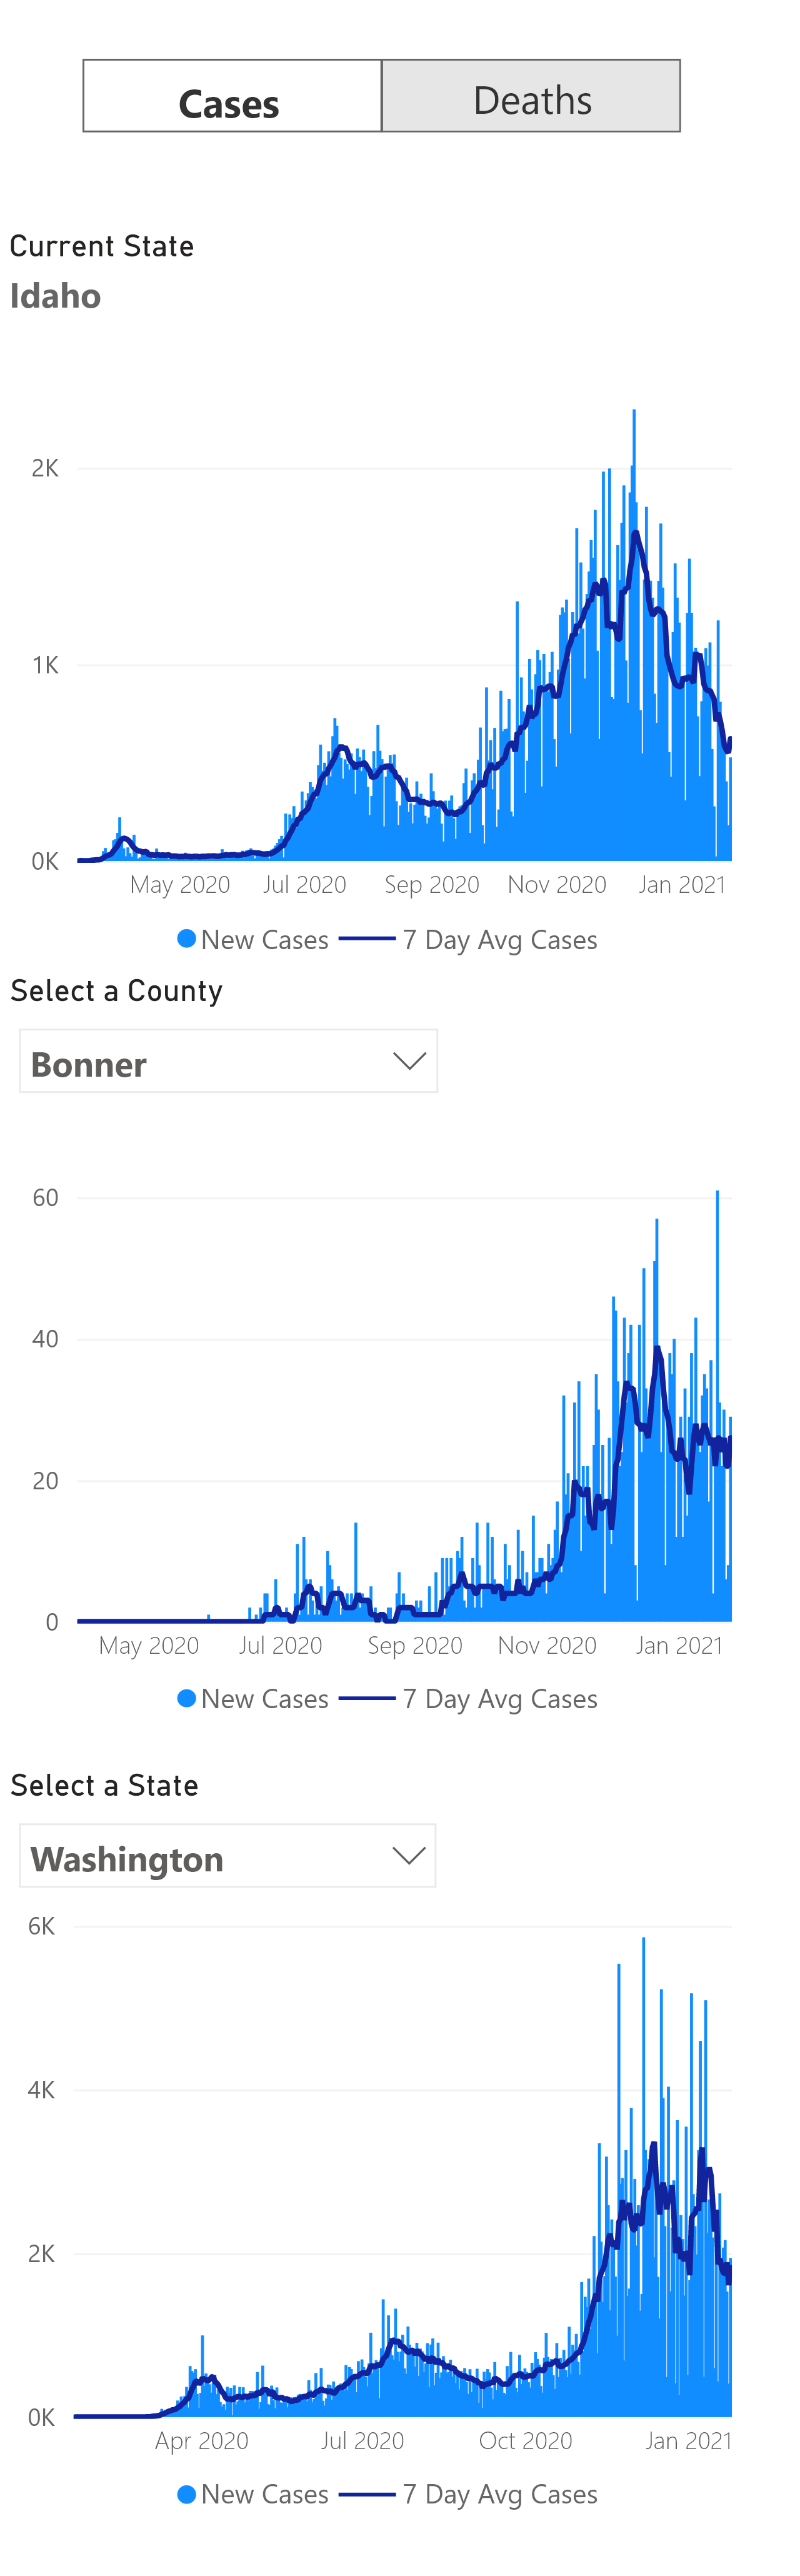 Cases Deaths
Current State
Idaho
2K
1K
0K
May 2020 Jul 2020 Sep 2020 Nov 2020 Jan 2021
New Cases 7 Day Avg Cases
Select a County
Bonner
60
40
20
0
May 2020 Jul 2020 Sep 2020 Nov 2020 Jan 2021
New Cases 7 Day Avg Cases
Select a State
Washington
6K
4K
2K
0K
Apr 2020 Jul 2020 Oct 2020 Jan 2021
New Cases 7 Day Avg Cases